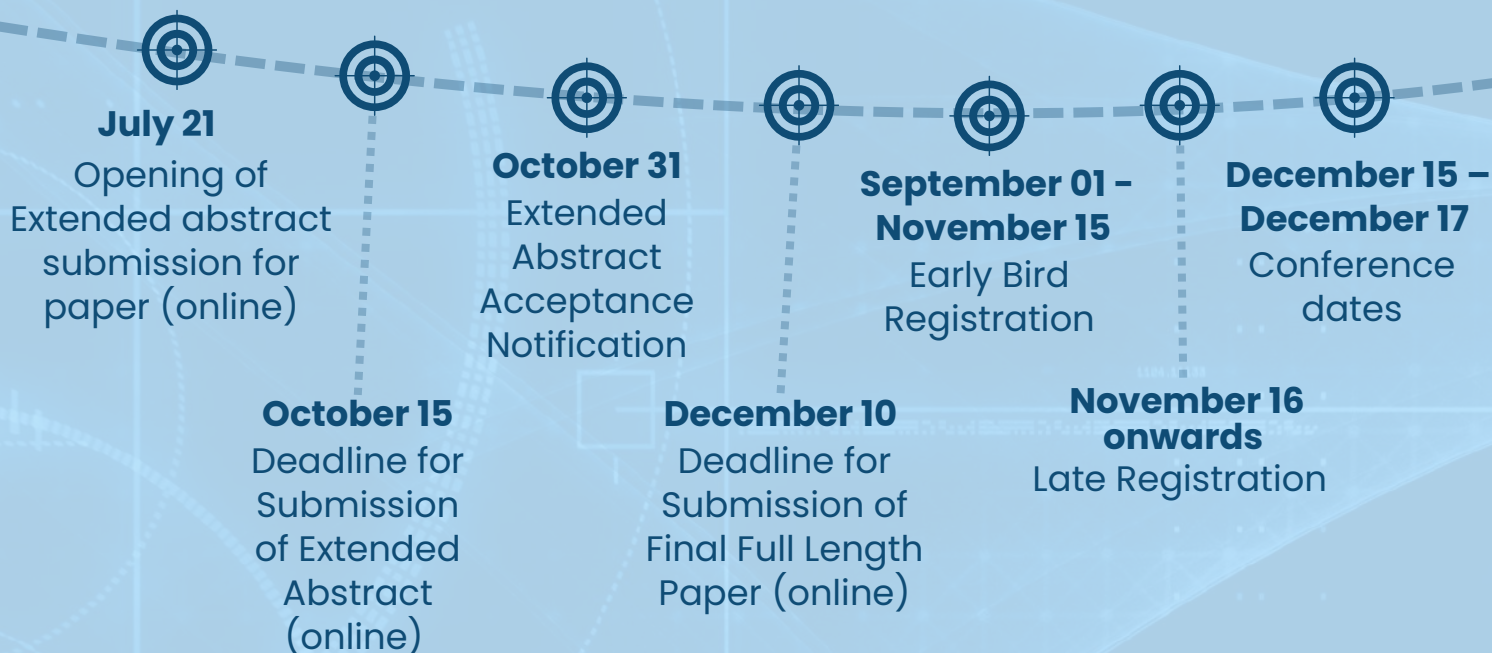 July 21
Opening of
Extended abstract
submission for
paper (online)
October 15
Deadline for
Submission
of Extended
Abstract
(online)
October 31
Extended
Abstract
Acceptance
Notification
December 10
Deadline for
Submission of
Final Full Length
Paper (online)
September 01 –
November 15
Early Bird
Registration
November 16
onwards
Late Registration
December 15 –
December 17
Conference
dates